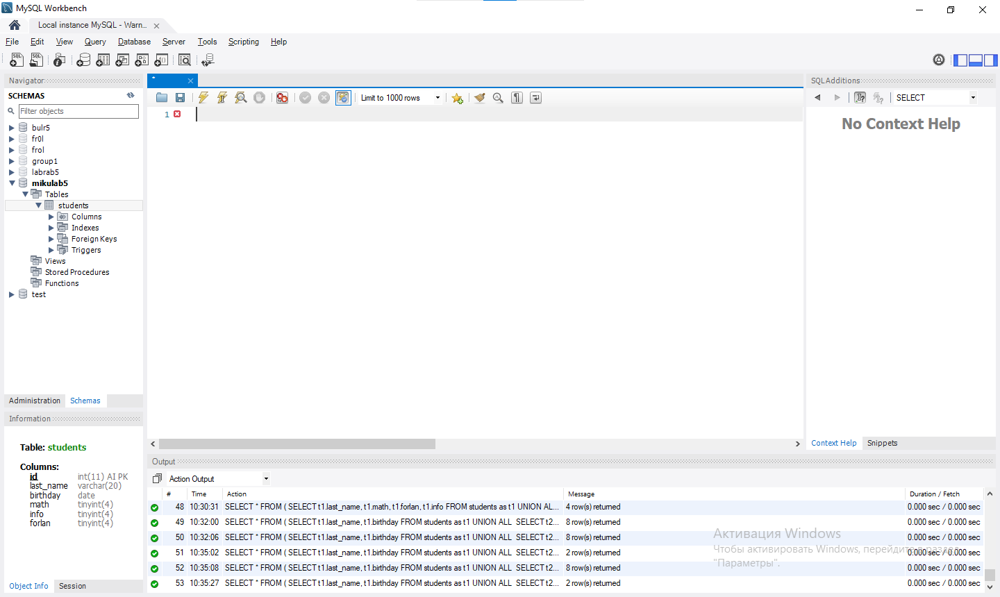 MySQL Workbench
Local instance MySQL - Warn...
File Edit View Query Database Server Tools Scripting Help
Navigator
SCHEMAS
Filter objects
bulr5
fr0l
frol
group1
labrab5
mikulab5
Tables
students
Columns
Indexes
Foreign Keys
Triggers
Views
Stored Procedures
Functions
test
Administration Schemas
Information
Table: students
Columns:
id int(11) AI PK
last_name varchar(20)
birthday date
math tinyint(4)
info tinyint(4)
forlan tinyint(4)
Object Info Session
*
Limit to 1000 rows
1
SQLAdditions
SELECT
No Context Help
Context Help Snippets
Output
Action Output
# Time Action Message Duration / Fetch
48 10:30:31 SELECT * FROM ( SELECT t1.last_name, t1.math, t1.forlan, t1.info FROM students as t1 UNION AL... 4 row(s) returned 0.000 sec / 0.000 sec
49 10:32:00 SELECT * FROM ( SELECT t1.last_name, t1.birthday FROM students as t1 UNION ALL SELECT t2... 8 row(s) returned 0.000 sec / 0.000 sec
50 10:32:06 SELECT * FROM ( SELECT t1.last_name, t1.birthday FROM students as t1 UNION ALL SELECT t2... 8 row(s) returned 0.000 sec / 0.000 sec
51 10:35:02 SELECT * FROM ( SELECT t1.last_name, t1.birthday FROM students as t1 UNION ALL SELECT t2... 2 row(s) returned 0.000 sec / 0.000 sec
52 10:35:08 SELECT * FROM ( SELECT t1.last_name, t1.birthday FROM students as t1 UNION ALL SELECT t2... 8 row(s) returned 0.000 sec / 0.000 sec
53 10:35:27 SELECT * FROM ( SELECT t1.last_name, t1.birthday FROM students as t1 UNION ALL SELECT t2... 2 row(s) returned 0.000 sec / 0.000 sec
Активация Windows
Чтобы активировать Windows, перейдите в раздел
"Параметры".